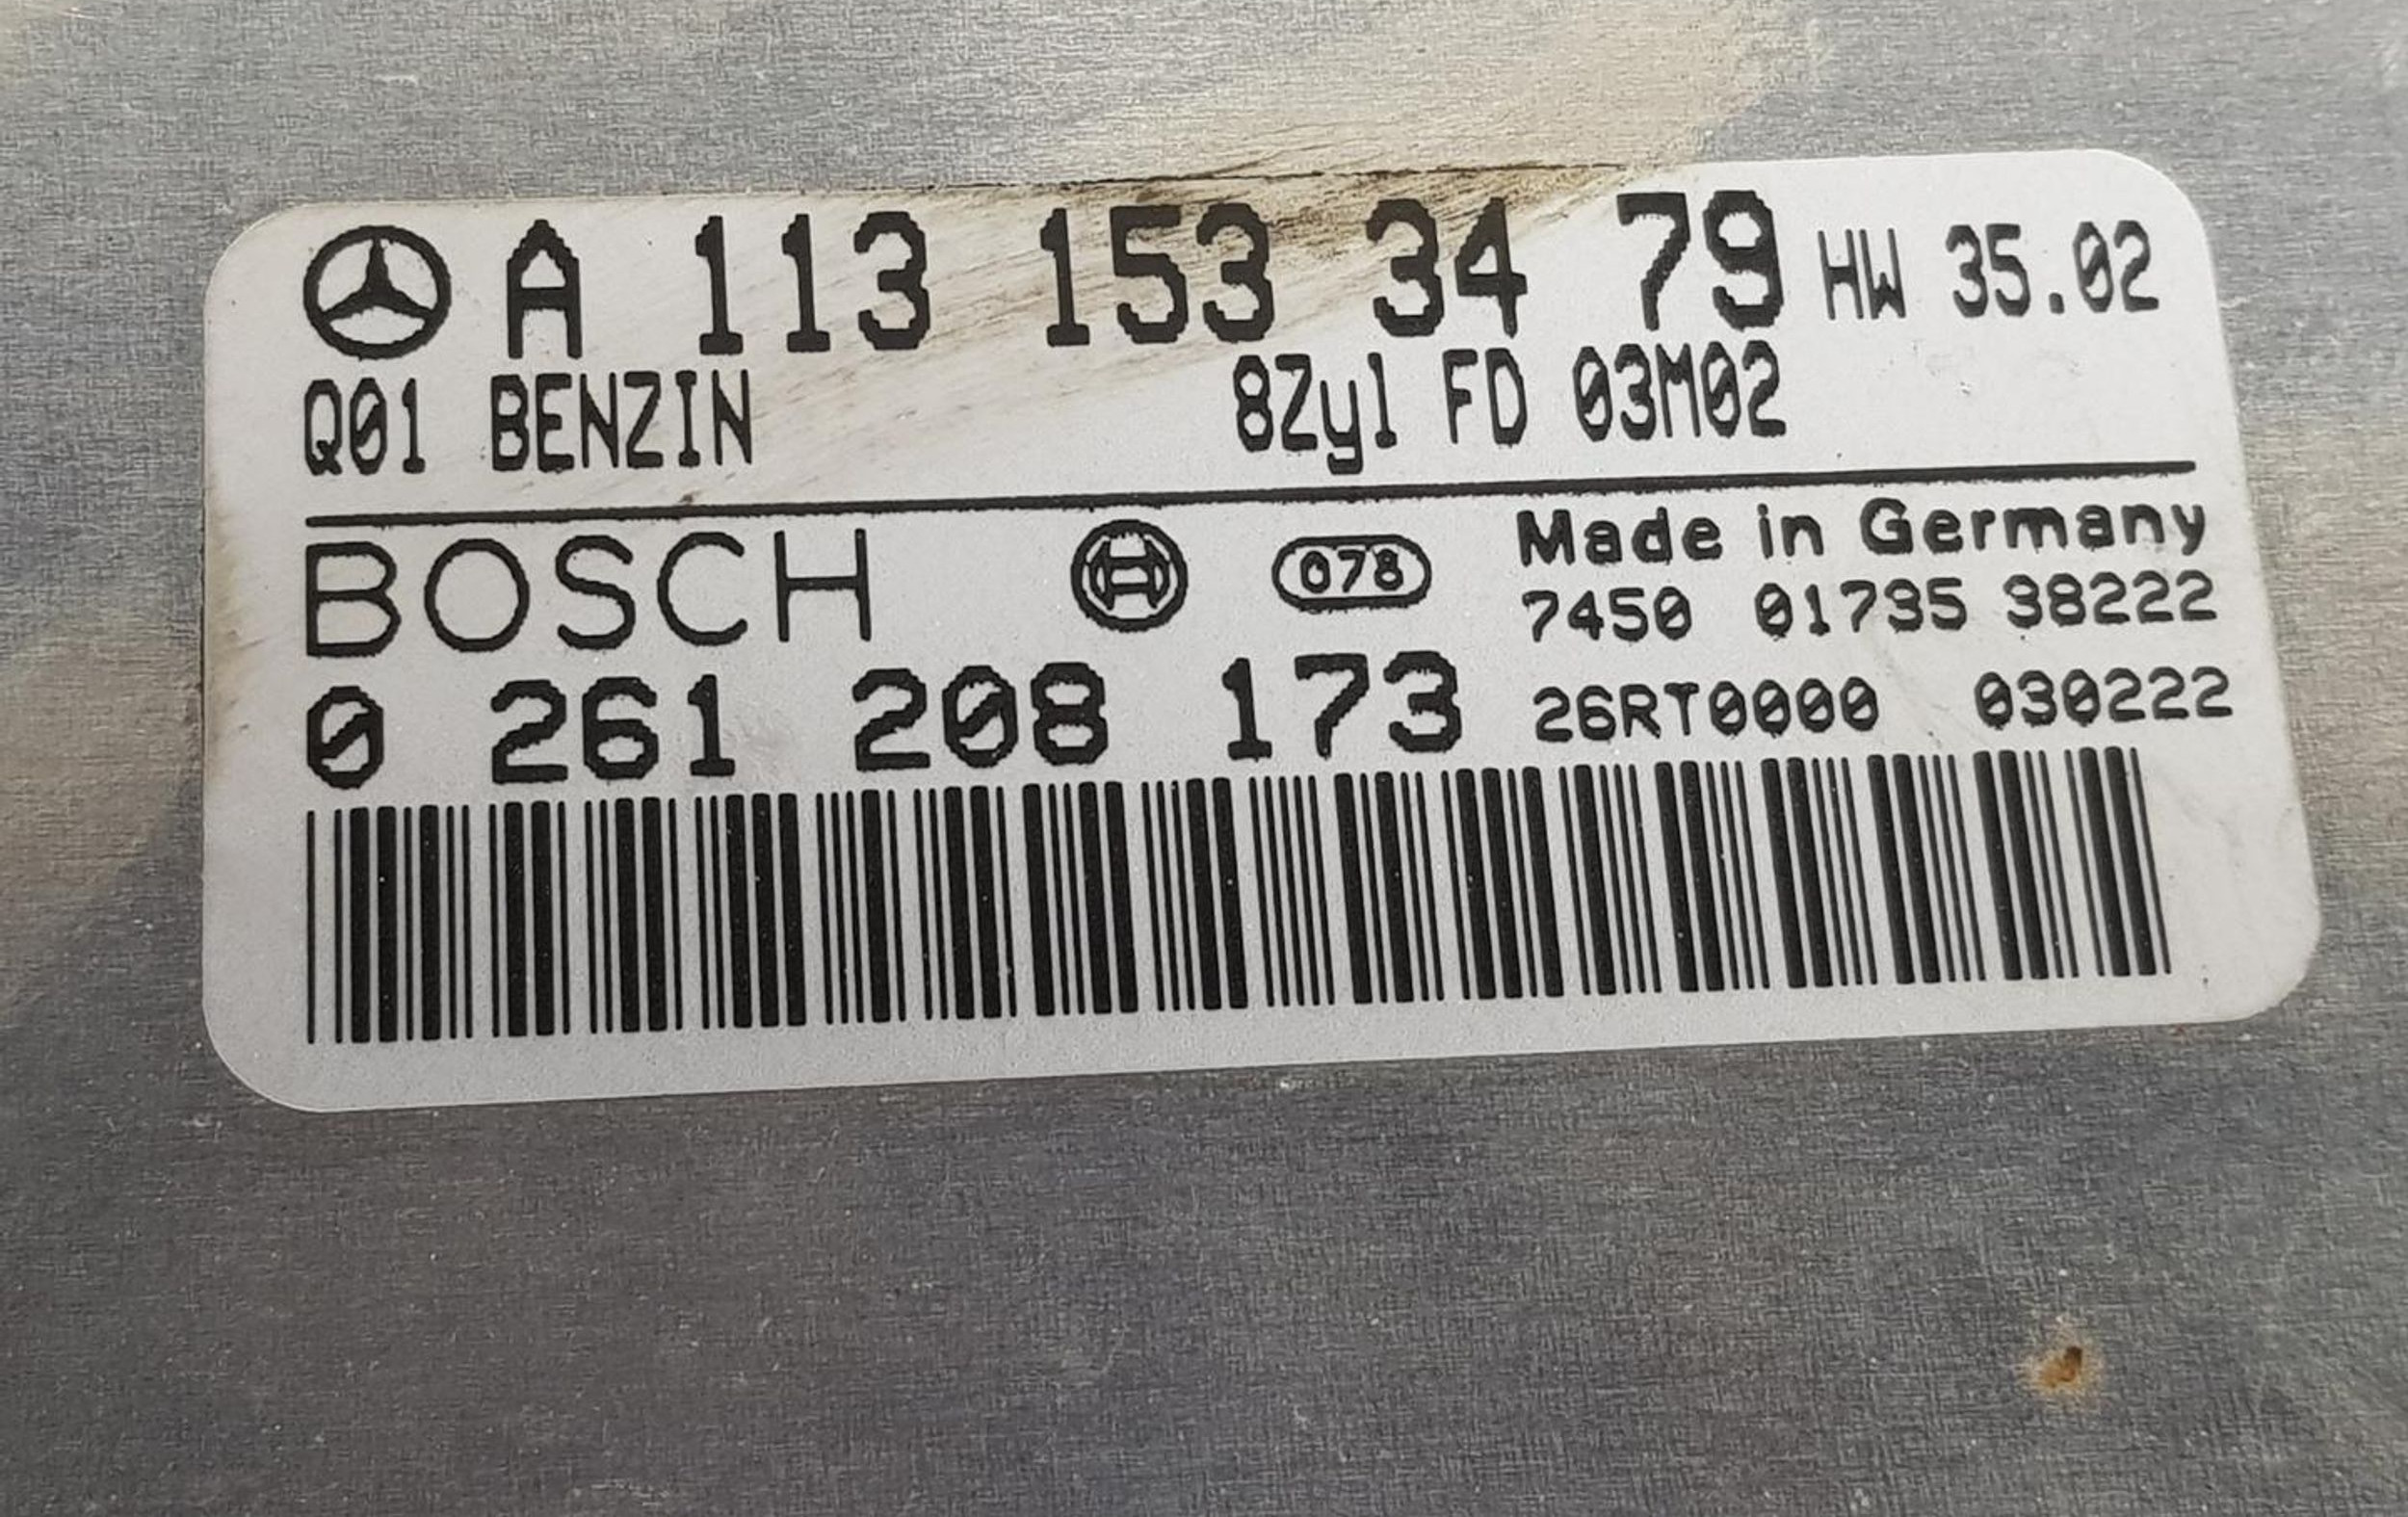 A 113 153 34 79 HW 35.02
Q01 BENZIN 8Zyl FD 03M02
BOSCH 078 Made in Germany
7450 01735 38222
0 261 208 173 26RT0000 030222